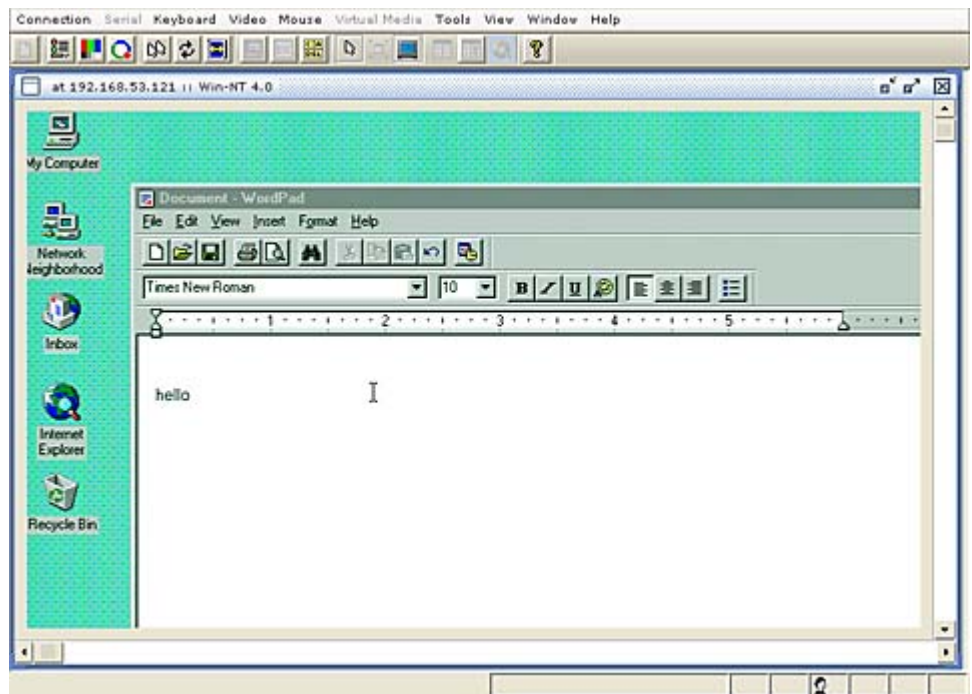 Connection Serial Keyboard Video Mouse Virtual Media Tools View Window Help
at 192.168.53.121 :: Win-NT 4.0
My Computer
Document - WordPad
File Edit View Insert Format Help
Network
Neighborhood
Times New Roman 10 B I U
1 2 3 4 5
Inbox
hello
Internet
Explorer
Recycle Bin